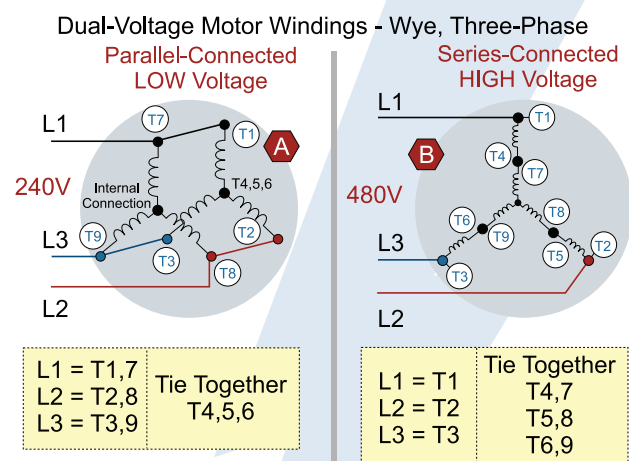 Dual-Voltage Motor Windings - Wye, Three-Phase
Parallel-Connected
LOW Voltage
L1
T7
T1
A
240V
Internal
Connection
T4,5,6
T9
T2
L3
T3
T8
L2
L1 = T1,7
L2 = T2,8
L3 = T3,9
Tie Together
T4,5,6
Series-Connected
HIGH Voltage
L1
T1
B
T4
T7
480V
T6
T8
T9
T2
L3
T5
T3
L2
L1 = T1
L2 = T2
L3 = T3
Tie Together
T4,7
T5,8
T6,9